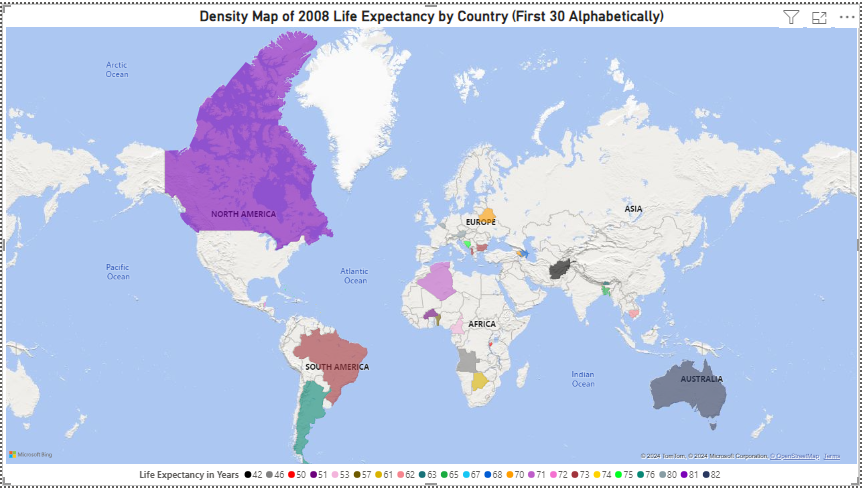 Density Map of 2008 Life Expectancy by Country (First 30 Alphabetically)
Arctic
Ocean
NORTH AMERICA
EUROPE
ASIA
Pacific
Ocean
Atlantic
Ocean
AFRICA
SOUTH AMERICA
Indian
Ocean
AUSTRALIA
Microsoft Bing
© 2024 TomTom, © 2024 Microsoft Corporation, © OpenStreetMap Terms
Life Expectancy in Years 42 46 50 51 53 57 61 62 63 65 67 68 70 71 72 73 74 75 76 80 81 82